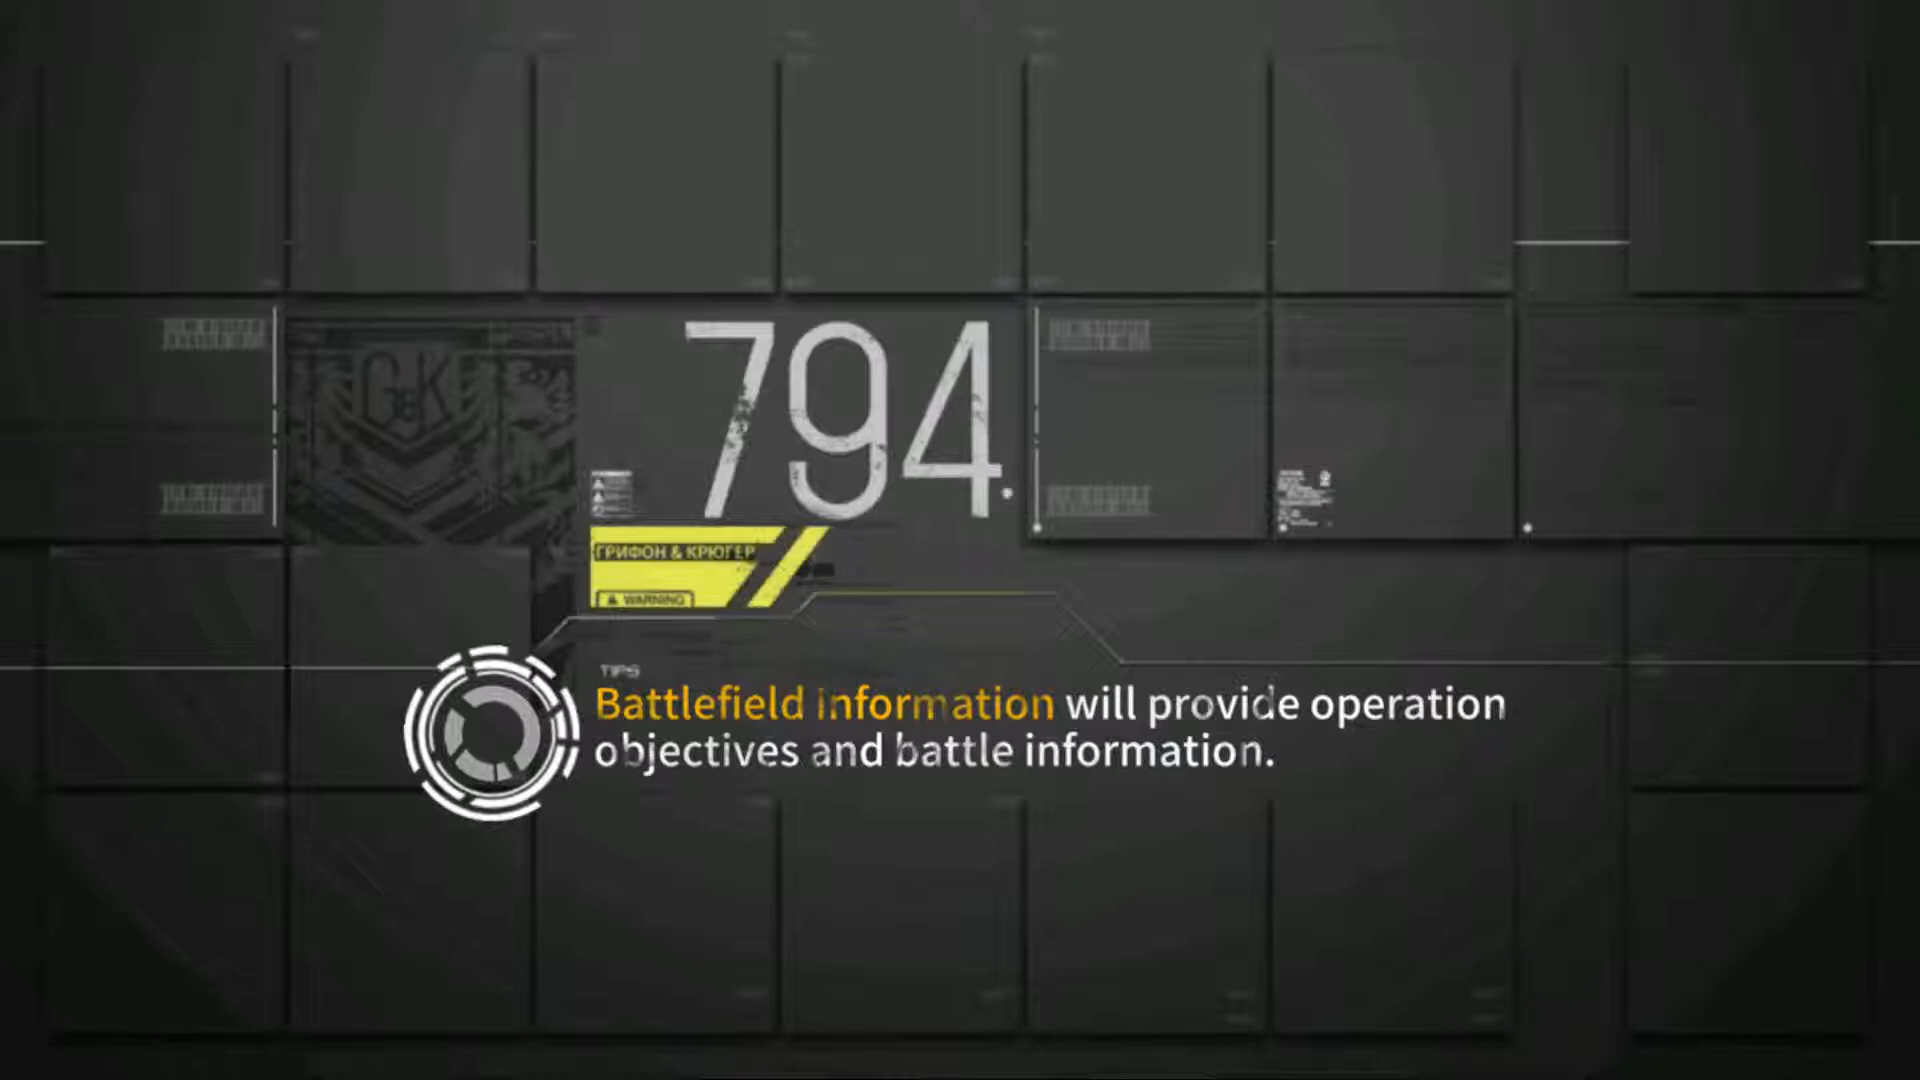 G&K
794.
ГРИФОН & КРЮГЕР
WARNING
TIPS
Battlefield Information will provide operation
objectives and battle information.